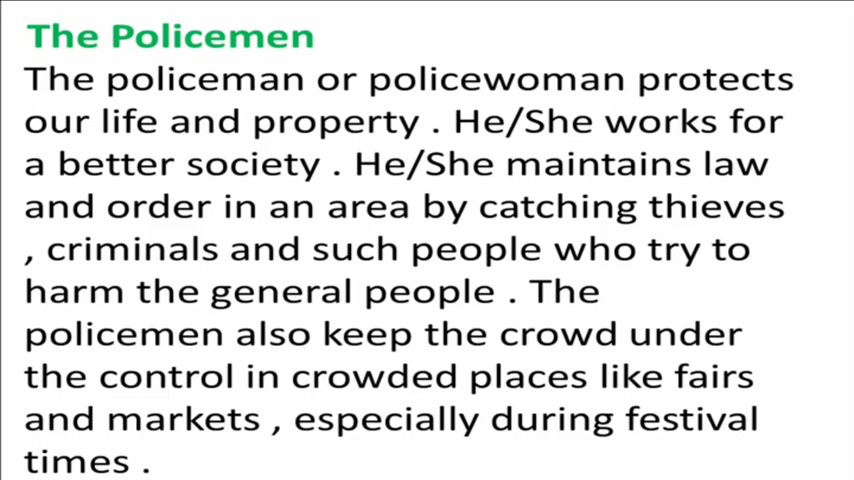 The Policemen
The policeman or policewoman protects
our life and property . He/She works for
a better society . He/She maintains law
and order in an area by catching thieves
, criminals and such people who try to
harm the general people . The
policemen also keep the crowd under
the control in crowded places like fairs
and markets , especially during festival
times .